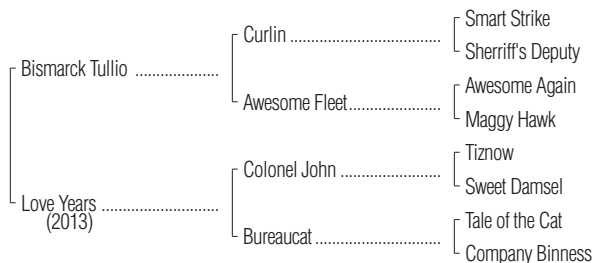 Smart Strike
Curlin ........................................
Sherriff's Deputy
Bismarck Tullio ......................
Awesome Again
Awesome Fleet........................
Maggy Hawk
Tiznow
Colonel John ..........................
Sweet Damsel
Love Years ..............................
(2013)
Tale of the Cat
Bureaucat................................
Company Binness